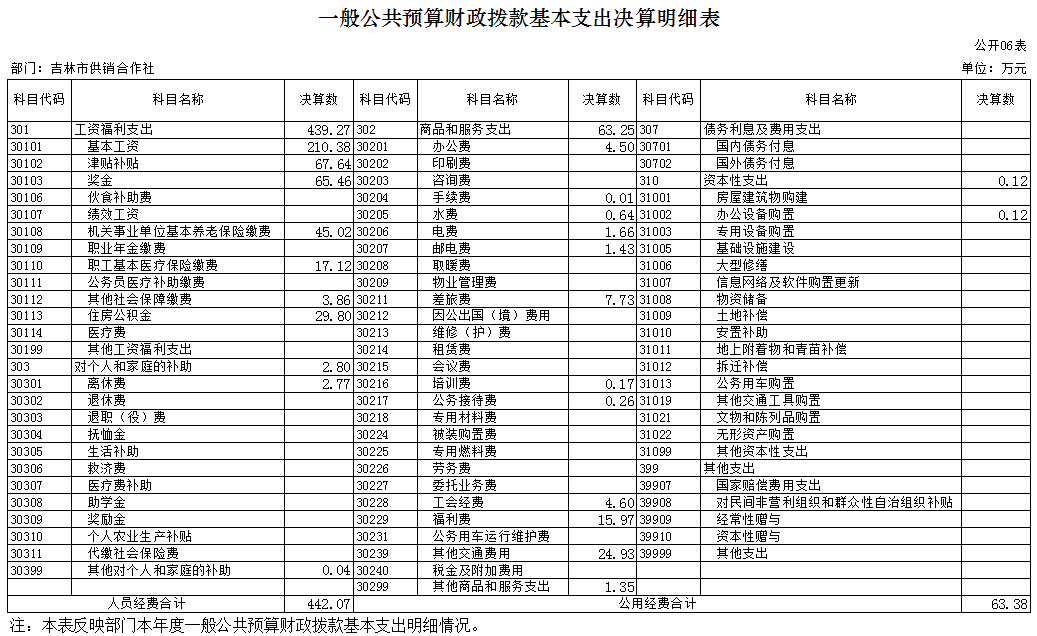 一般公共预算财政拨款基本支出决算明细表
公开06表
部门：吉林市供销合作社 单位：万元
科目代码 科目名称 决算数 科目代码 科目名称 决算数 科目代码 科目名称 决算数
301 工资福利支出 439.27 302 商品和服务支出 63.25 307 债务利息及费用支出
30101 基本工资 210.38 30201 办公费 4.50 30701 国内债务付息
30102 津贴补贴 67.64 30202 印刷费 30702 国外债务付息
30103 奖金 65.46 30203 咨询费 310 资本性支出 0.12
30106 伙食补助费 30204 手续费 0.01 31001 房屋建筑物购建
30107 绩效工资 30205 水费 0.64 31002 办公设备购置 0.12
30108 机关事业单位基本养老保险缴费 45.02 30206 电费 1.66 31003 专用设备购置
30109 职业年金缴费 30207 邮电费 1.43 31005 基础设施建设
30110 职工基本医疗保险缴费 17.12 30208 取暖费 31006 大型修缮
30111 公务员医疗补助缴费 30209 物业管理费 31007 信息网络及软件购置更新
30112 其他社会保障缴费 3.86 30211 差旅费 7.73 31008 物资储备
30113 住房公积金 29.80 30212 因公出国（境）费用 31009 土地补偿
30114 医疗费 30213 维修（护）费 31010 安置补助
30199 其他工资福利支出 30214 租赁费 31011 地上附着物和青苗补偿
303 对个人和家庭的补助 2.80 30215 会议费 31012 拆迁补偿
30301 离休费 2.77 30216 培训费 0.17 31013 公务用车购置
30302 退休费 30217 公务接待费 0.26 31019 其他交通工具购置
30303 退职（役）费 30218 专用材料费 31021 文物和陈列品购置
30304 抚恤金 30224 被装购置费 31022 无形资产购置
30305 生活补助 30225 专用燃料费 31099 其他资本性支出
30306 救济费 30226 劳务费 399 其他支出
30307 医疗费补助 30227 委托业务费 39907 国家赔偿费用支出
30308 助学金 30228 工会经费 4.60 39908 对民间非营利组织和群众性自治组织补贴
30309 奖励金 30229 福利费 15.97 39909 经常性赠与
30310 个人农业生产补贴 30231 公务用车运行维护费 39910 资本性赠与
30311 代缴社会保险费 30239 其他交通费用 24.93 39999 其他支出
30399 其他对个人和家庭的补助 0.04 30240 税金及附加费用
30299 其他商品和服务支出 1.35
人员经费合计 442.07 公用经费合计 63.38
注：本表反映部门本年度一般公共预算财政拨款基本支出明细情况。